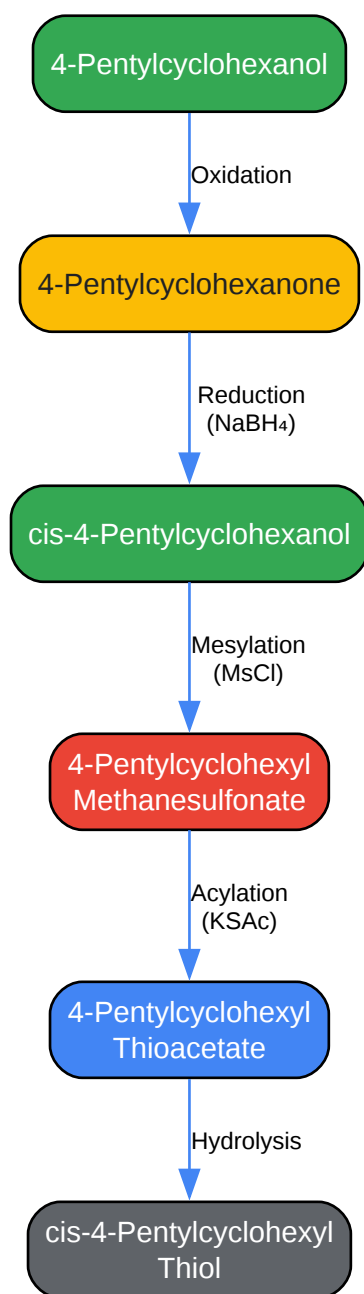 4-Pentylcyclohexanol
Oxidation
4-Pentylcyclohexanone
Reduction
(NaBH₄)
cis-4-Pentylcyclohexanol
Mesylation
(MsCl)
4-Pentylcyclohexyl
Methanesulfonate
Acylation
(KSAc)
4-Pentylcyclohexyl
Thioacetate
Hydrolysis
cis-4-Pentylcyclohexyl
Thiol